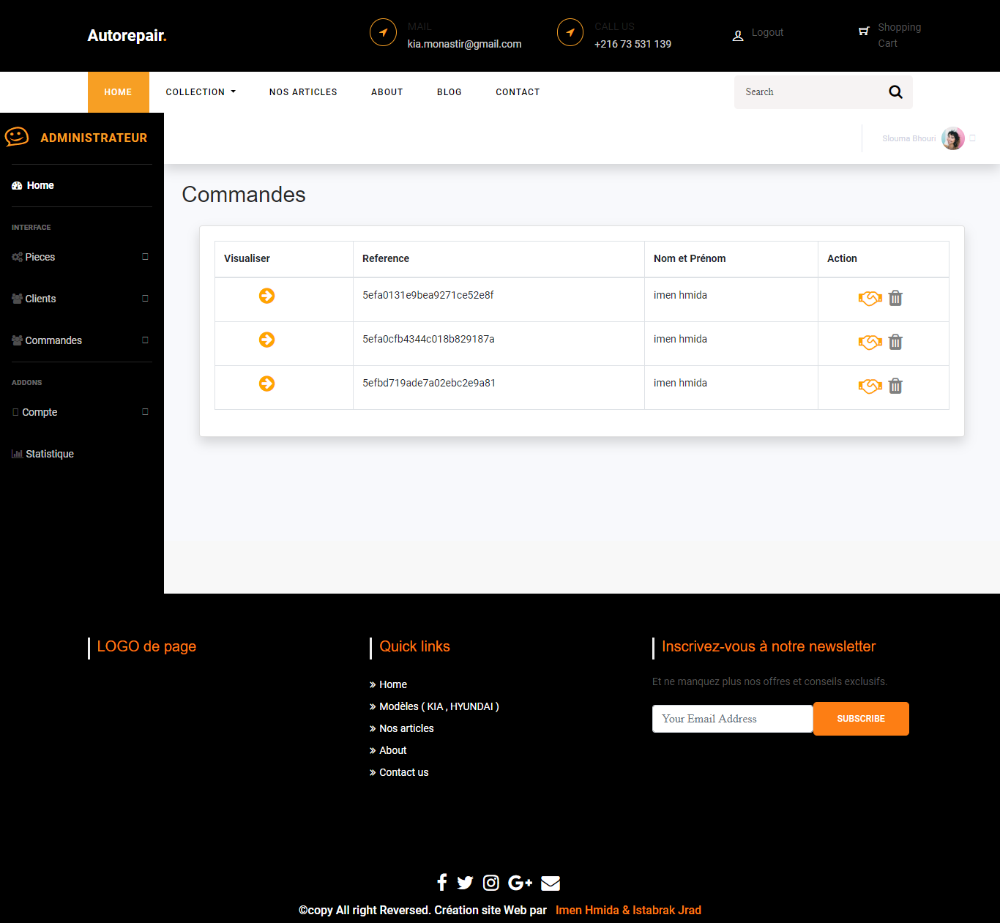 Autorepair.
MAIL
kia.monastir@gmail.com
CALL US
+216 73 531 139
Logout
Shopping
Cart
HOME
COLLECTION
NOS ARTICLES
ABOUT
BLOG
CONTACT
Search
ADMINISTRATEUR
Slouma Bhouri
Home
INTERFACE
Pieces
Clients
Commandes
ADDONS
Compte
Statistique
Commandes
Visualiser Reference Nom et Prénom Action
5efa0131e9bea9271ce52e8f imen hmida
5efa0cfb4344c018b829187a imen hmida
5efbd719ade7a02ebc2e9a81 imen hmida
LOGO de page
Quick links
Home
Modèles ( KIA , HYUNDAI )
Nos articles
About
Contact us
Inscrivez-vous à notre newsletter
Et ne manquez plus nos offres et conseils exclusifs.
Your Email Address
SUBSCRIBE
©copy All right Reversed. Création site Web par Imen Hmida & Istabrak Jrad